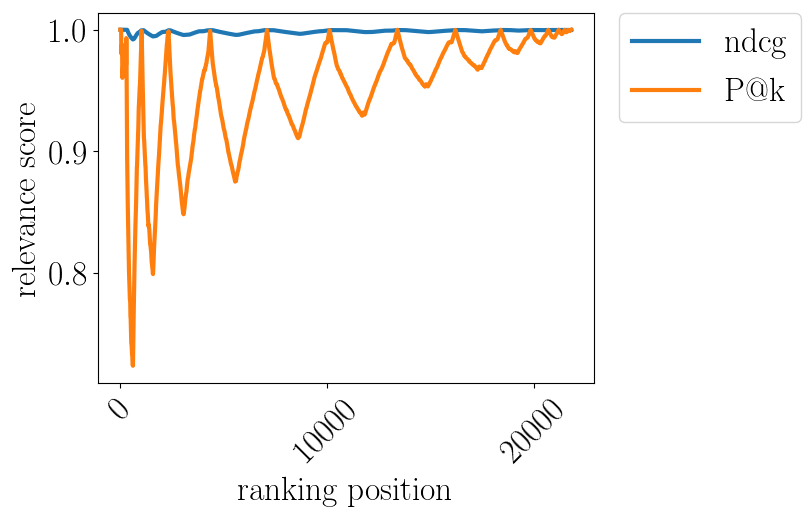 1.0
0.9
0.8
relevance score
0
10000
20000
ranking position
ndcg
P@k